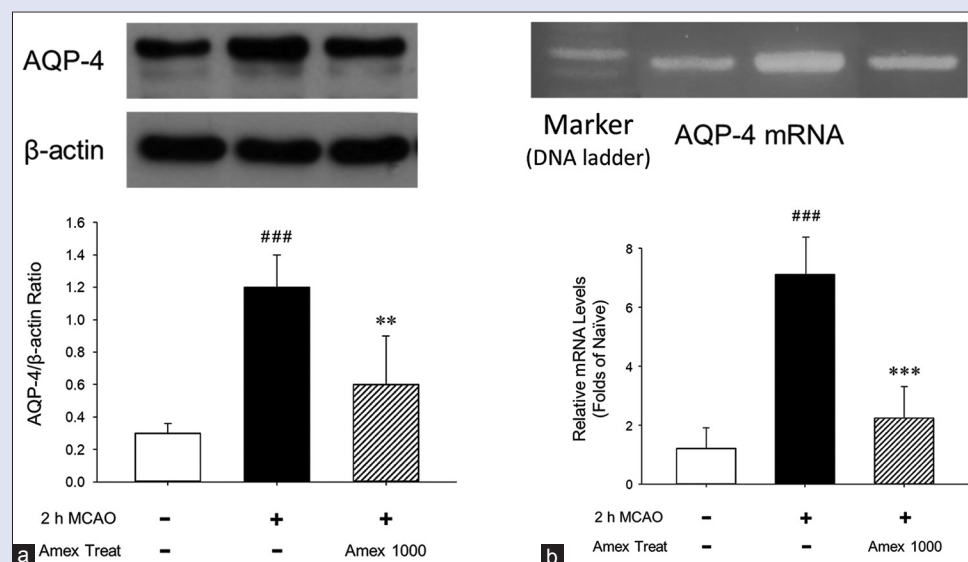 AQP-4
β-actin
Marker
(DNA ladder)
AQP-4 mRNA
AQP-4/β-actin Ratio
1.6
1.4
1.2
1.0
0.8
0.6
0.4
0.2
0.0
###
**
2 h MCAO - + +
Amex Treat - - Amex 1000
a
Relative mRNA Levels
(Folds of Naïve)
8
6
4
2
0
###
***
2 h MCAO - + +
Amex Treat - - Amex 1000
b